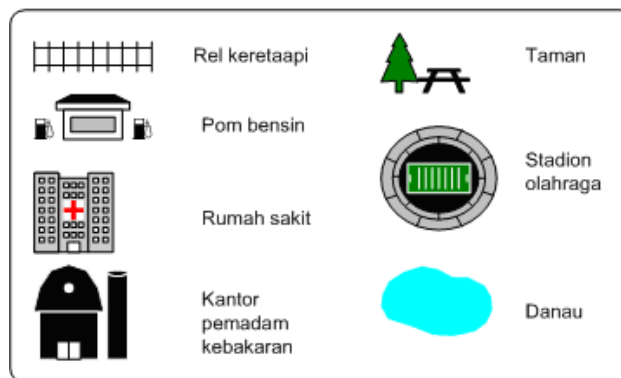 Rel keretaapi
Pom bensin
Rumah sakit
Kantor
pemadam
kebakaran
Taman
Stadion
olahraga
Danau